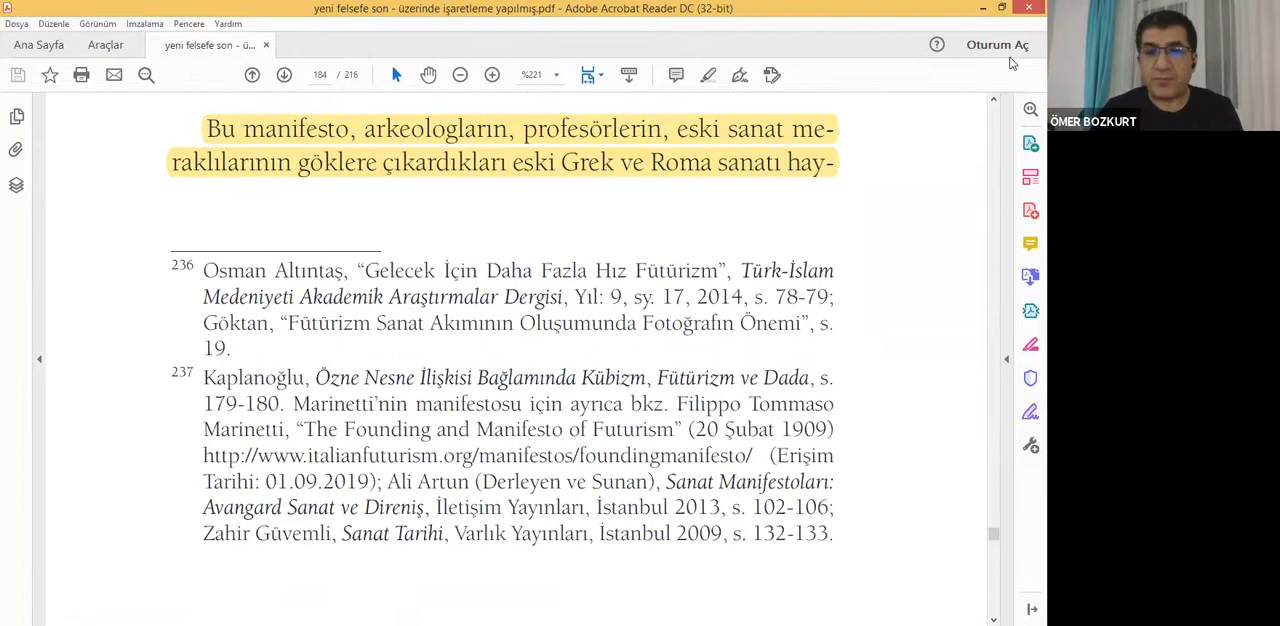 yeni felsefe son - üzerinde işaretleme yapılmış.pdf - Adobe Acrobat Reader DC (32-bit)
Dosya Düzenle Görünüm İmzalama Pencere Yardım
Ana Sayfa Araçlar yeni felsefe son - ü... × Oturum Aç
184 / 216 %221
Bu manifesto, arkeologların, profesörlerin, eski sanat me-
raklılarının göklere çıkardıkları eski Grek ve Roma sanatı hay-
236 Osman Altıntaş, “Gelecek İçin Daha Fazla Hız Fütürizm”, Türk-İslam
Medeniyeti Akademik Araştırmalar Dergisi, Yıl: 9, sy. 17, 2014, s. 78-79;
Göktan, “Fütürizm Sanat Akımının Oluşumunda Fotoğrafın Önemi”, s.
19.
237 Kaplanoğlu, Özne Nesne İlişkisi Bağlamında Kübizm, Fütürizm ve Dada, s.
179-180. Marinetti’nin manifestosu için ayrıca bkz. Filippo Tommaso
Marinetti, “The Founding and Manifesto of Futurism” (20 Şubat 1909)
http://www.italianfuturism.org/manifestos/foundingmanifesto/ (Erişim
Tarihi: 01.09.2019); Ali Artun (Derleyen ve Sunan), Sanat Manifestoları:
Avangard Sanat ve Direniş, İletişim Yayınları, İstanbul 2013, s. 102-106;
Zahir Güvemli, Sanat Tarihi, Varlık Yayınları, İstanbul 2009, s. 132-133.
ÖMER BOZKURT